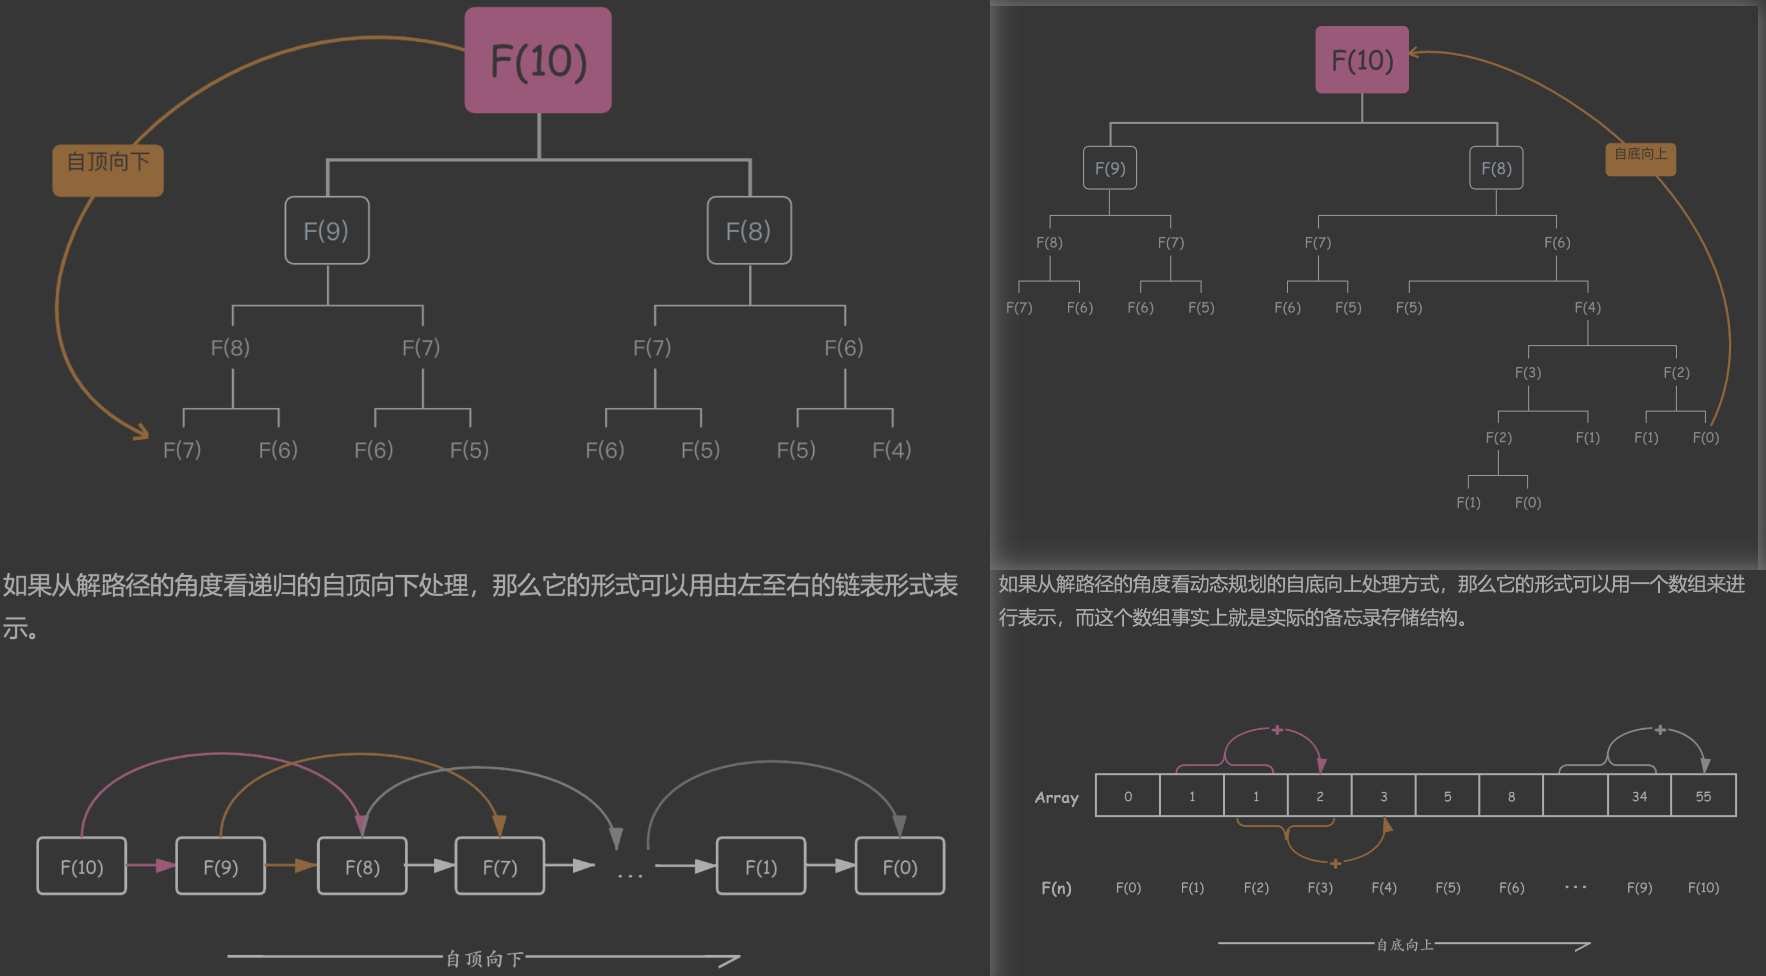 F(10)
自顶向下
F(9) F(8)
F(8) F(7) F(7) F(6)
F(7) F(6) F(6) F(5) F(6) F(5) F(5) F(4)
如果从解路径的角度看递归的自顶向下处理，那么它的形式可以用由左至右的链表形式表
示。
F(10) F(9) F(8) F(7) ... F(1) F(0)
自顶向下
F(10)
自底向上
F(9) F(8)
F(8) F(7) F(7) F(6)
F(7) F(6) F(6) F(5) F(6) F(5) F(5) F(4)
F(3) F(2)
F(2) F(1) F(1) F(0)
F(1) F(0)
如果从解路径的角度看动态规划的自底向上处理方式，那么它的形式可以用一个数组来进
行表示，而这个数组事实上就是实际的备忘录存储结构。
+ +
Array 0 1 1 2 3 5 8 34 55
+
F(n) F(0) F(1) F(2) F(3) F(4) F(5) F(6) ... F(9) F(10)
自底向上